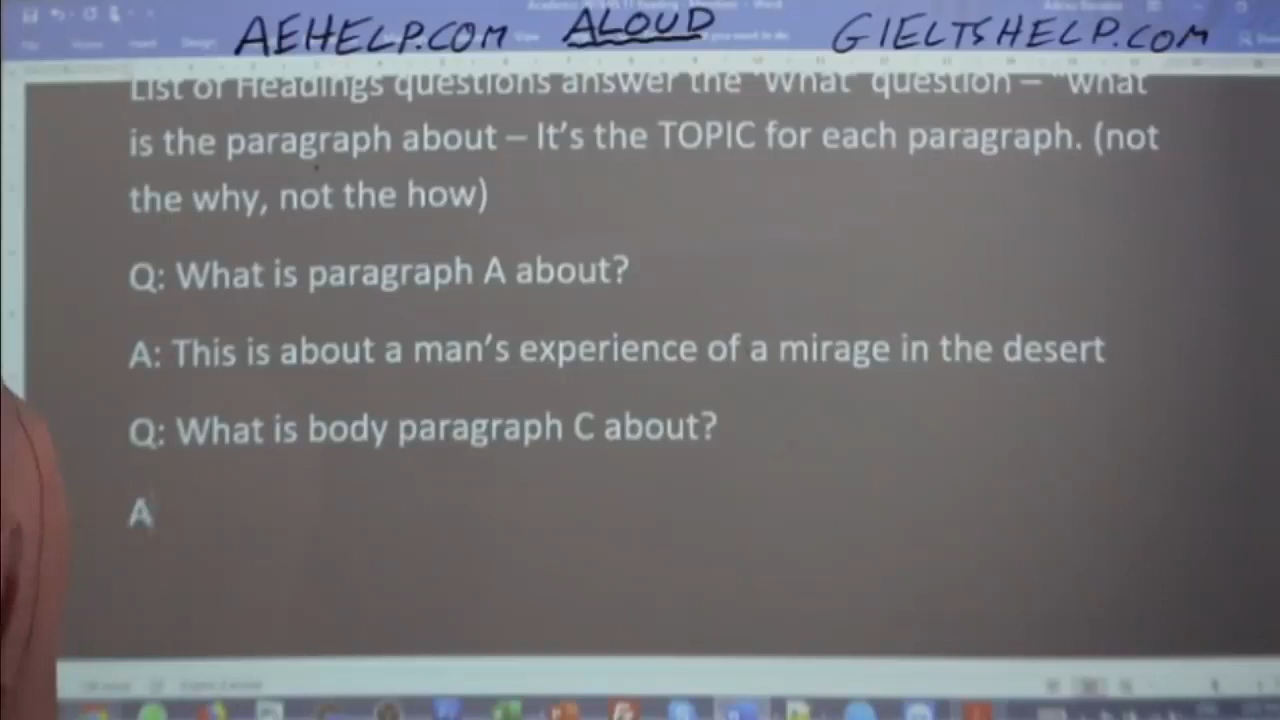 AEHELP.COM ALOUD GIELTSHELP.COM
List of Headings questions answer the "What" question – "what
is the paragraph about – It's the TOPIC for each paragraph. (not
the why, not the how)
Q: What is paragraph A about?
A: This is about a man's experience of a mirage in the desert
Q: What is body paragraph C about?
A